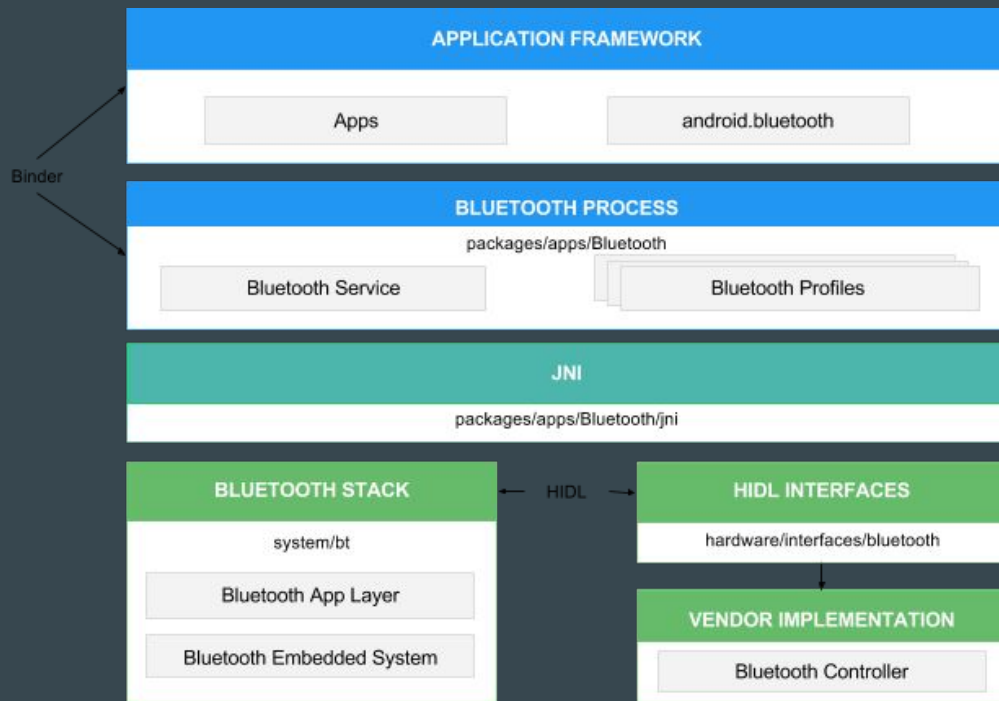 APPLICATION FRAMEWORK
Apps
android.bluetooth
Binder
BLUETOOTH PROCESS
packages/apps/Bluetooth
Bluetooth Service
Bluetooth Profiles
JNI
packages/apps/Bluetooth/jni
BLUETOOTH STACK
HIDL
HIDL INTERFACES
system/bt
hardware/interfaces/bluetooth
Bluetooth App Layer
VENDOR IMPLEMENTATION
Bluetooth Embedded System
Bluetooth Controller